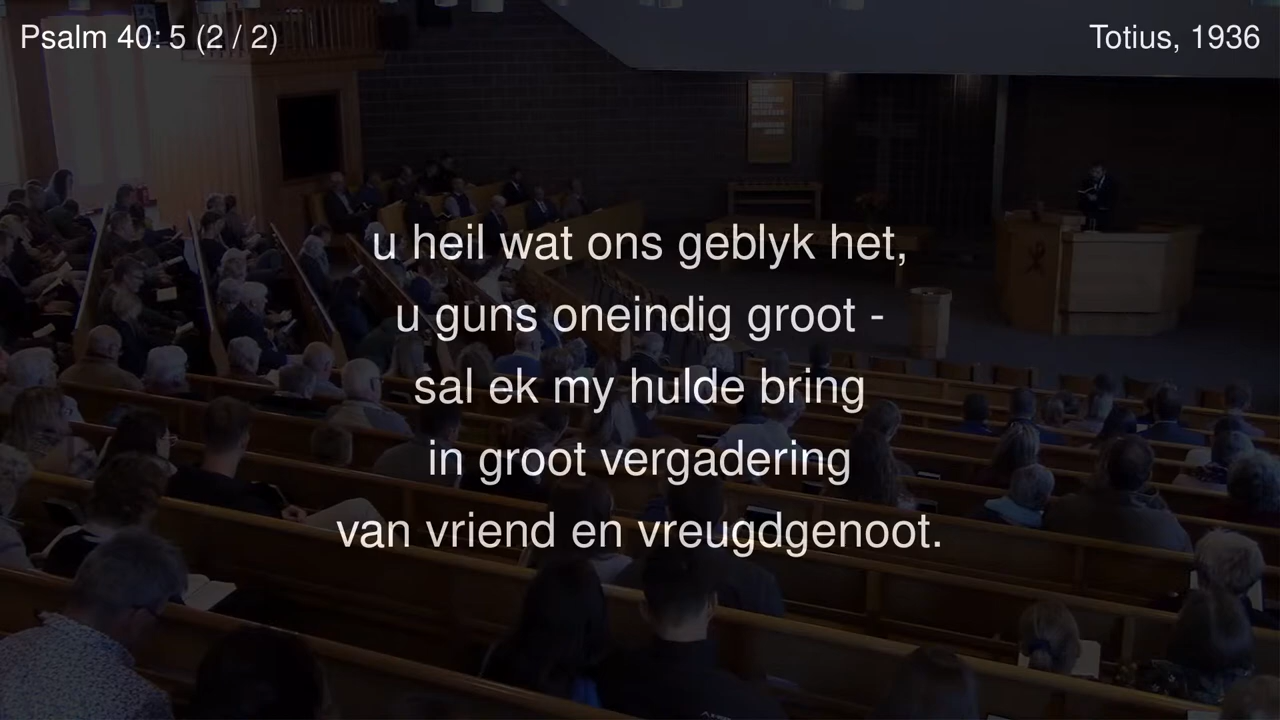 Psalm 40: 5 (2 / 2)
Totius, 1936
u heil wat ons geblyk het,
u guns oneindig groot -
sal ek my hulde bring
in groot vergadering
van vriend en vreugdgenoot.